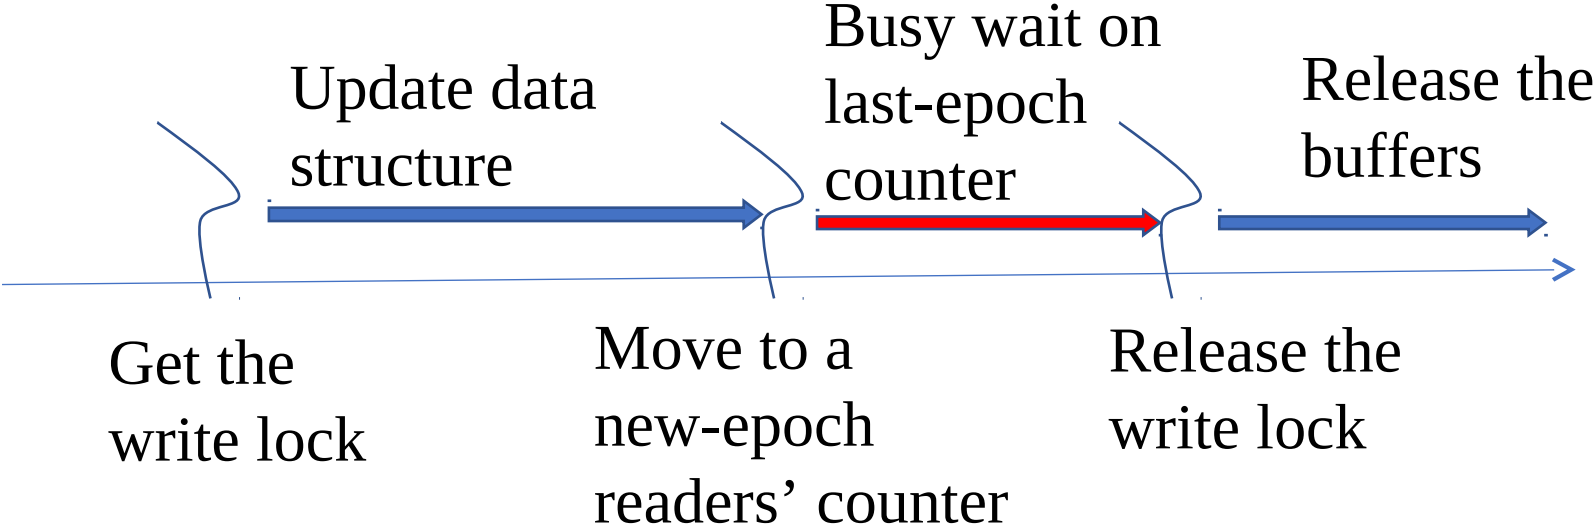 Update data
structure
Busy wait on
last-epoch
counter
Release the
buffers
Get the
write lock
Move to a
new-epoch
readers’ counter
Release the
write lock